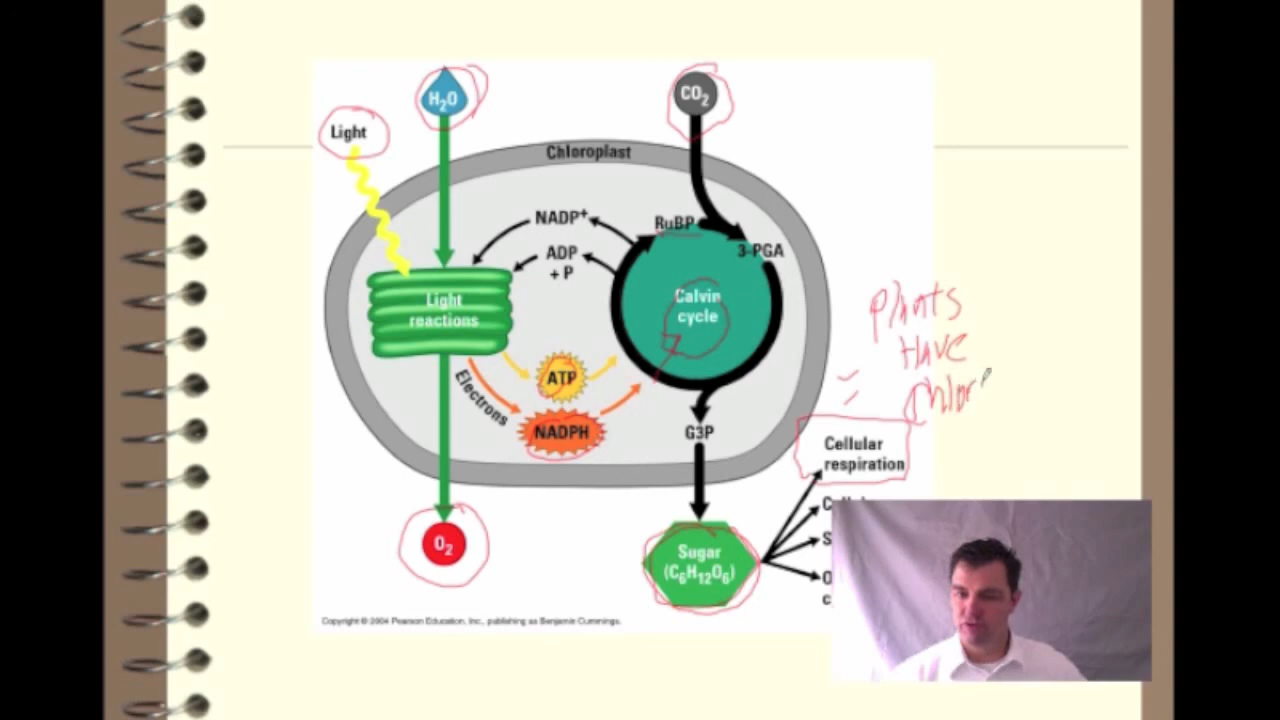 H2O
CO2
Light
Chloroplast
NADP+
RuBP
3-PGA
ADP
+ P
Light
reactions
Calvin
cycle
Electrons
ATP
NADPH
G3P
plants
Have
chlor
Cellular
respiration
O2
Sugar
(C6H12O6)
Copyright © 2004 Pearson Education, Inc., publishing as Benjamin Cummings.